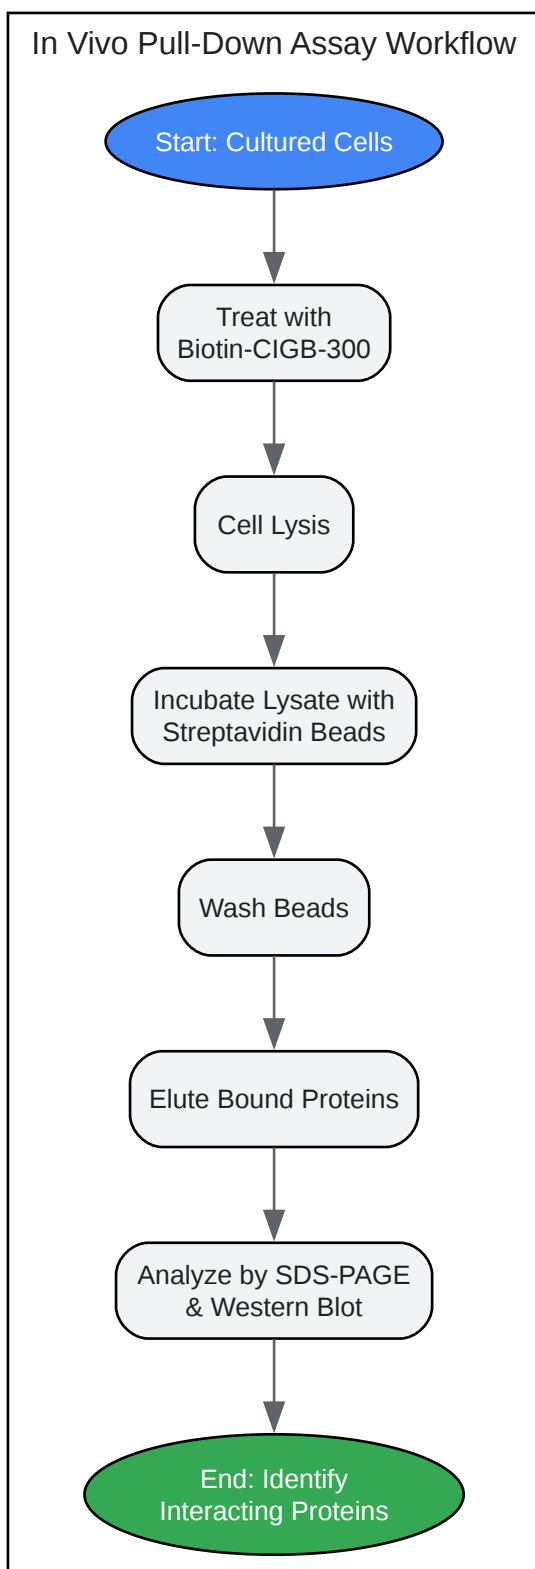 In Vivo Pull-Down Assay Workflow
Start: Cultured Cells
Treat with
Biotin-CIGB-300
Cell Lysis
Incubate Lysate with
Streptavidin Beads
Wash Beads
Elute Bound Proteins
Analyze by SDS-PAGE
& Western Blot
End: Identify
Interacting Proteins